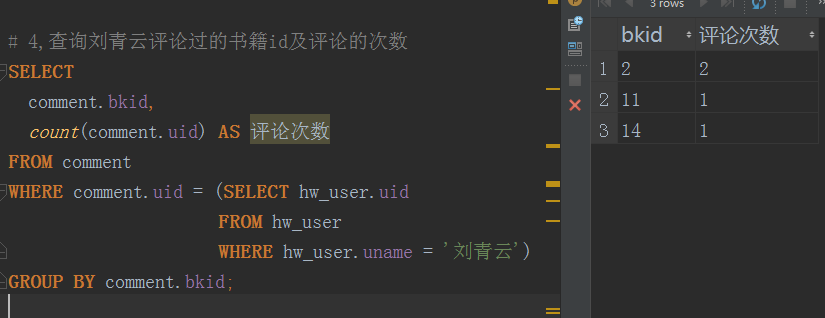 # 4,查询刘青云评论过的书籍id及评论的次数
SELECT
comment.bkid,
count(comment.uid) AS 评论次数
FROM comment
WHERE comment.uid = (SELECT hw_user.uid
FROM hw_user
WHERE hw_user.uname = '刘青云')
GROUP BY comment.bkid;
3 rows
bkid 评论次数
1 2 2
2 11 1
3 14 1